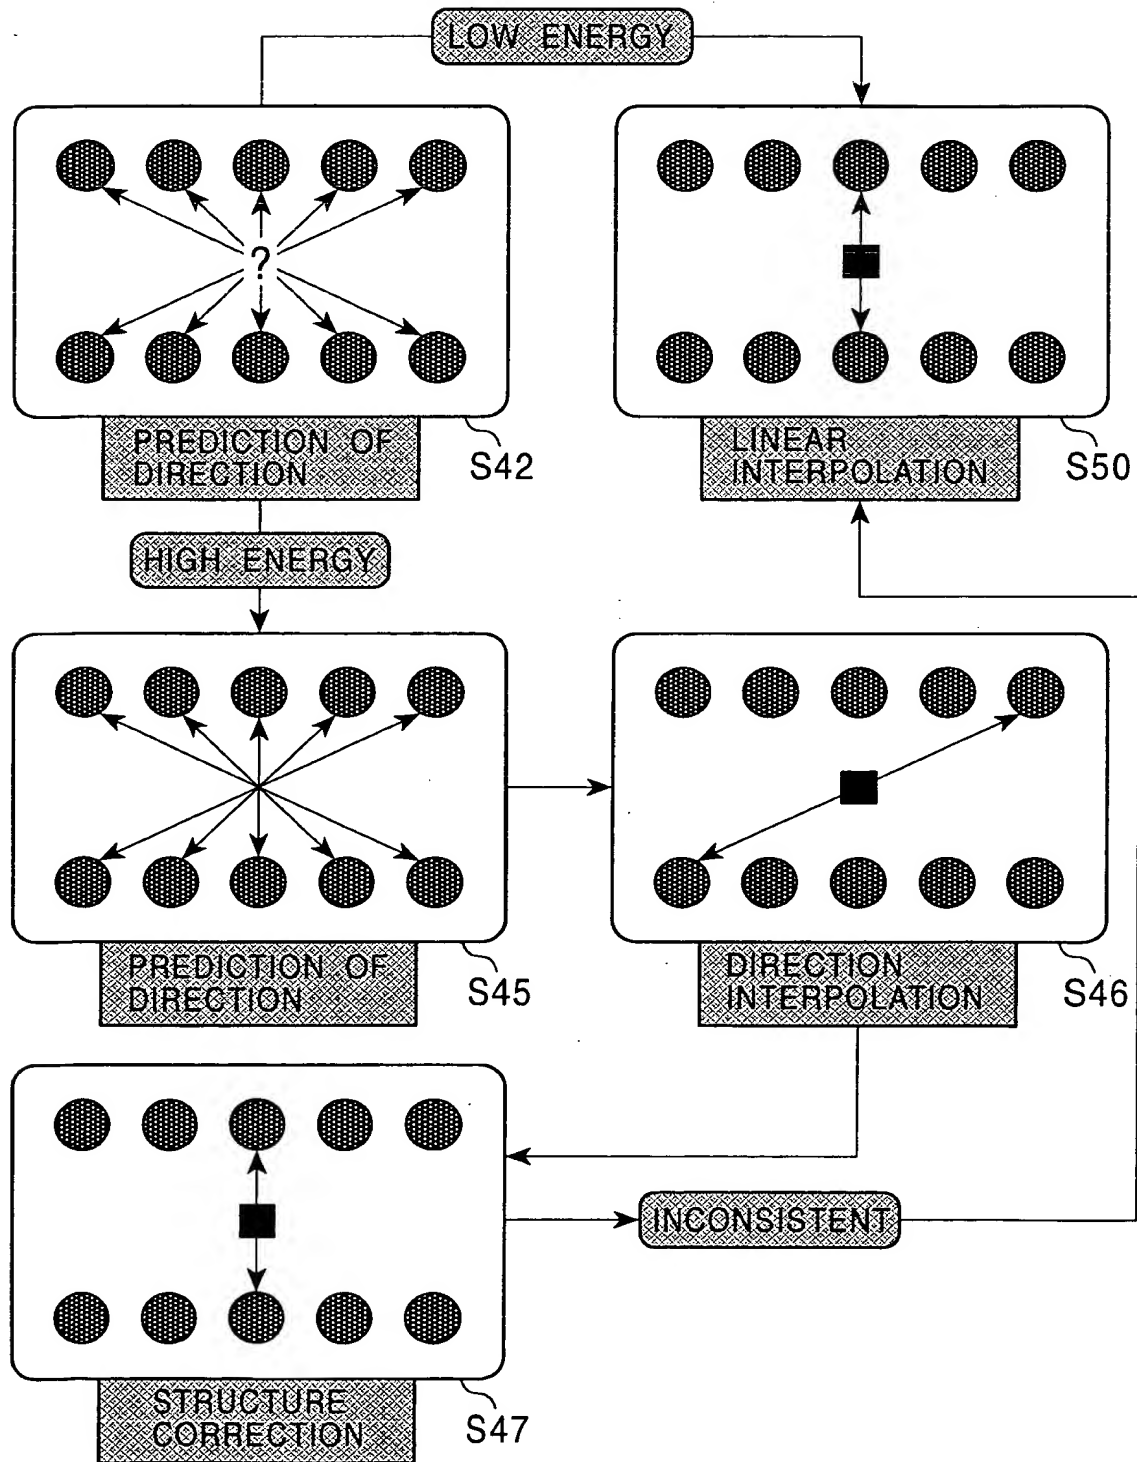 LOW ENERGY
?
PREDICTION OF
DIRECTION
S42
LINEAR
INTERPOLATION
S50
HIGH ENERGY
PREDICTION OF
DIRECTION
S45
DIRECTION
INTERPOLATION
S46
INCONSISTENT
STRUCTURE
CORRECTION
S47